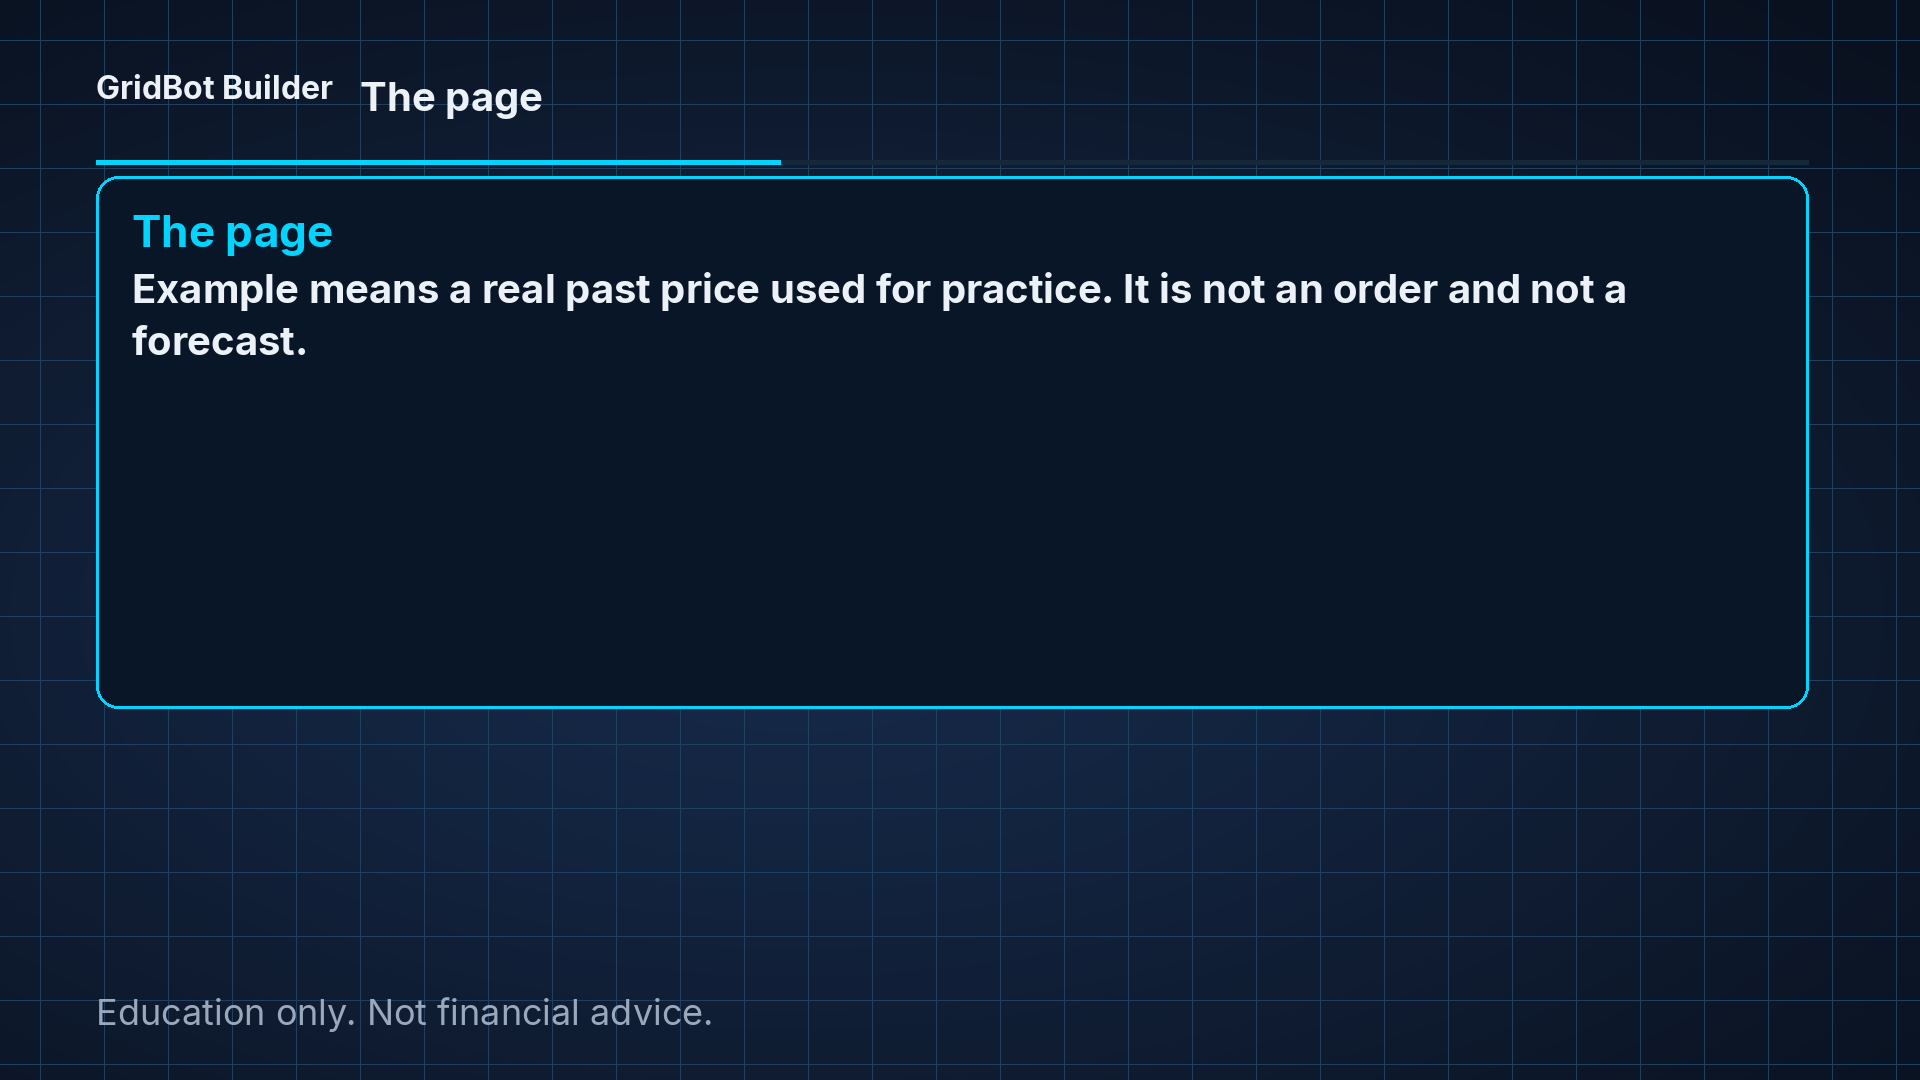 GridBot Builder The page
The page
Example means a real past price used for practice. It is not an order and not a
forecast.
Education only. Not financial advice.